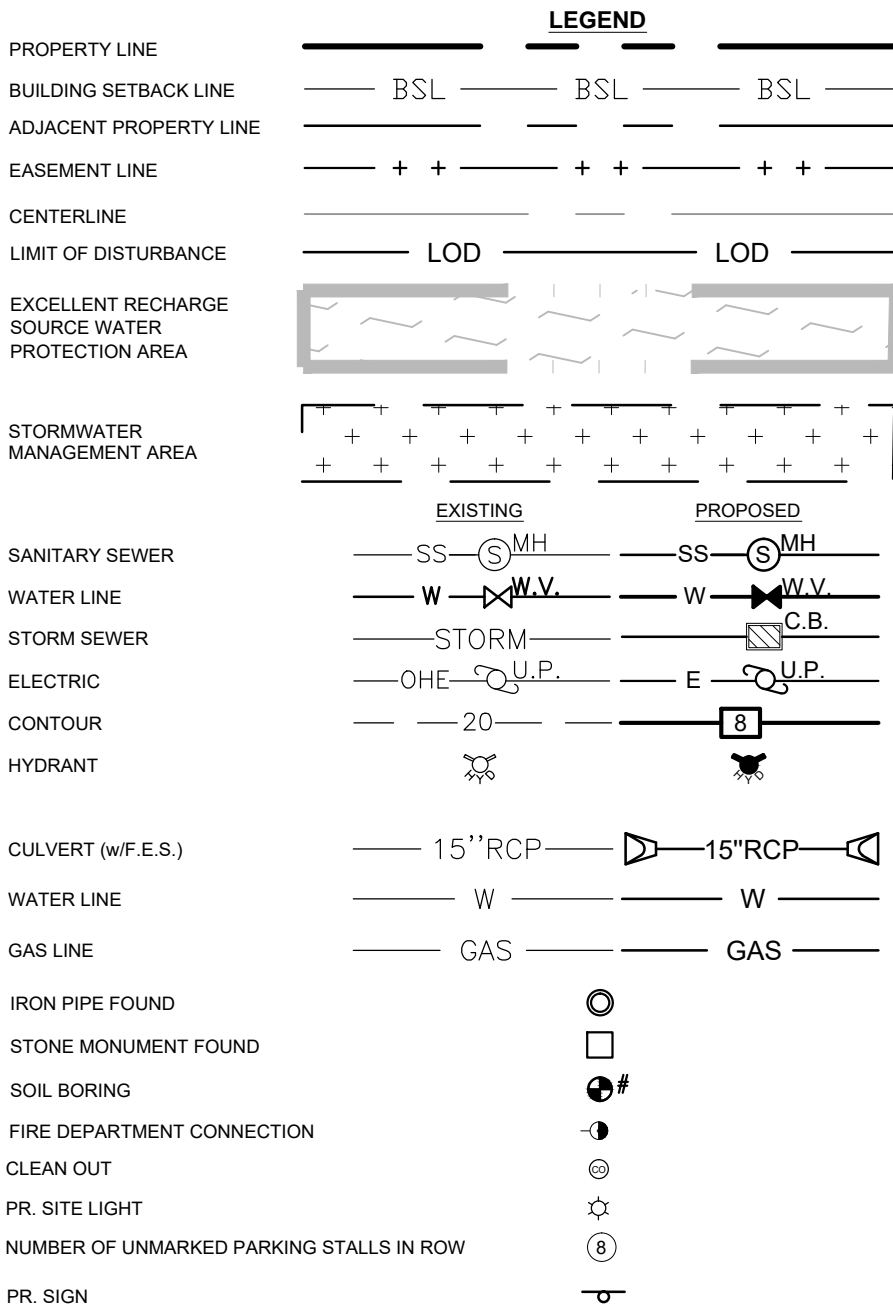 LEGEND
PROPERTY LINE
BUILDING SETBACK LINE BSL BSL BSL
ADJACENT PROPERTY LINE
EASEMENT LINE + + + + + +
CENTERLINE
LIMIT OF DISTURBANCE LOD LOD
EXCELLENT RECHARGE
SOURCE WATER
PROTECTION AREA
STORMWATER
MANAGEMENT AREA
EXISTING PROPOSED
SANITARY SEWER SS S MH SS S MH
WATER LINE W W.V. W W.V.
STORM SEWER STORM C.B.
ELECTRIC OHE U.P. E U.P.
CONTOUR 20 8
HYDRANT HYD HYD
CULVERT (w/F.E.S.) 15''RCP 15"RCP
WATER LINE W W
GAS LINE GAS GAS
IRON PIPE FOUND
STONE MONUMENT FOUND
SOIL BORING #
FIRE DEPARTMENT CONNECTION
CLEAN OUT CO
PR. SITE LIGHT
NUMBER OF UNMARKED PARKING STALLS IN ROW 8
PR. SIGN